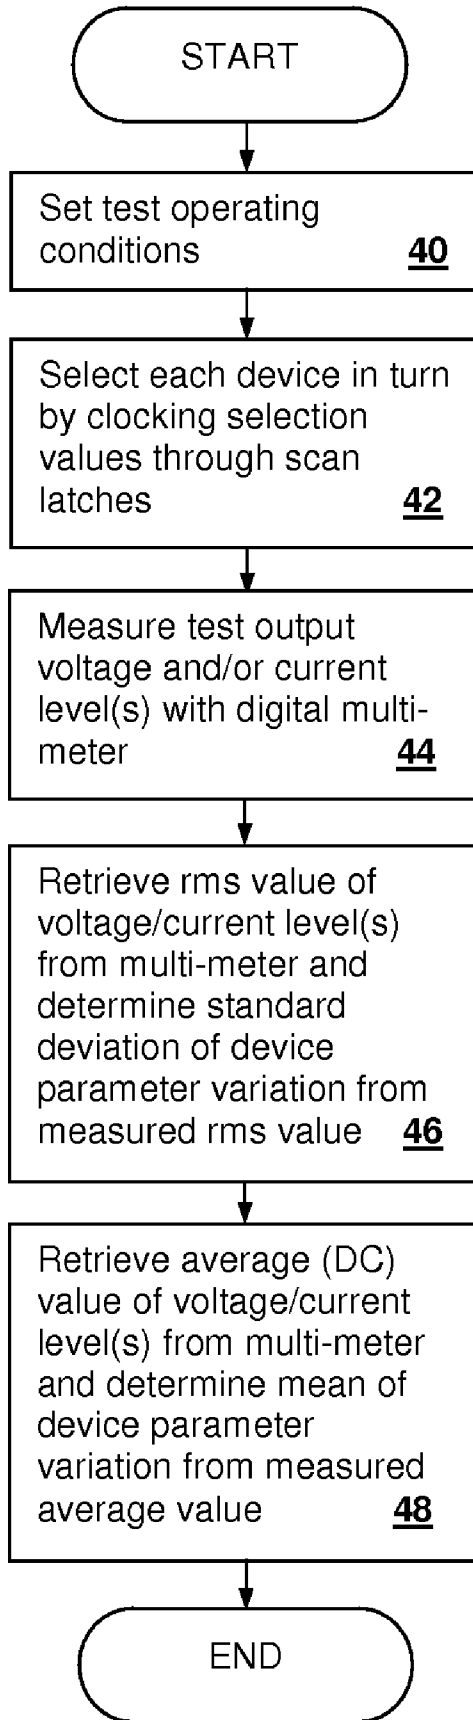 START
Set test operating
conditions 40
Select each device in turn
by clocking selection
values through scan
latches 42
Measure test output
voltage and/or current
level(s) with digital multi-
meter 44
Retrieve rms value of
voltage/current level(s)
from multi-meter and
determine standard
deviation of device
parameter variation from
measured rms value 46
Retrieve average (DC)
value of voltage/current
level(s) from multi-meter
and determine mean of
device parameter
variation from measured
average value 48
END